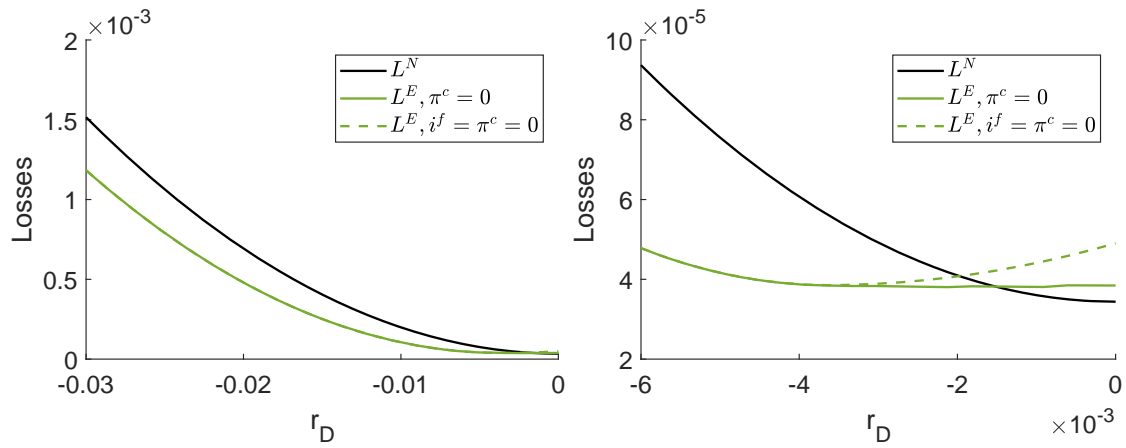 ×10⁻³
2
1.5
1
0.5
0
Losses
-0.03
-0.02
-0.01
0
r_D
L^N
L^E, π^c = 0
L^E, i^f = π^c = 0
×10⁻⁵
10
8
6
4
2
Losses
-6
-4
-2
0
r_D
×10⁻³
L^N
L^E, π^c = 0
L^E, i^f = π^c = 0